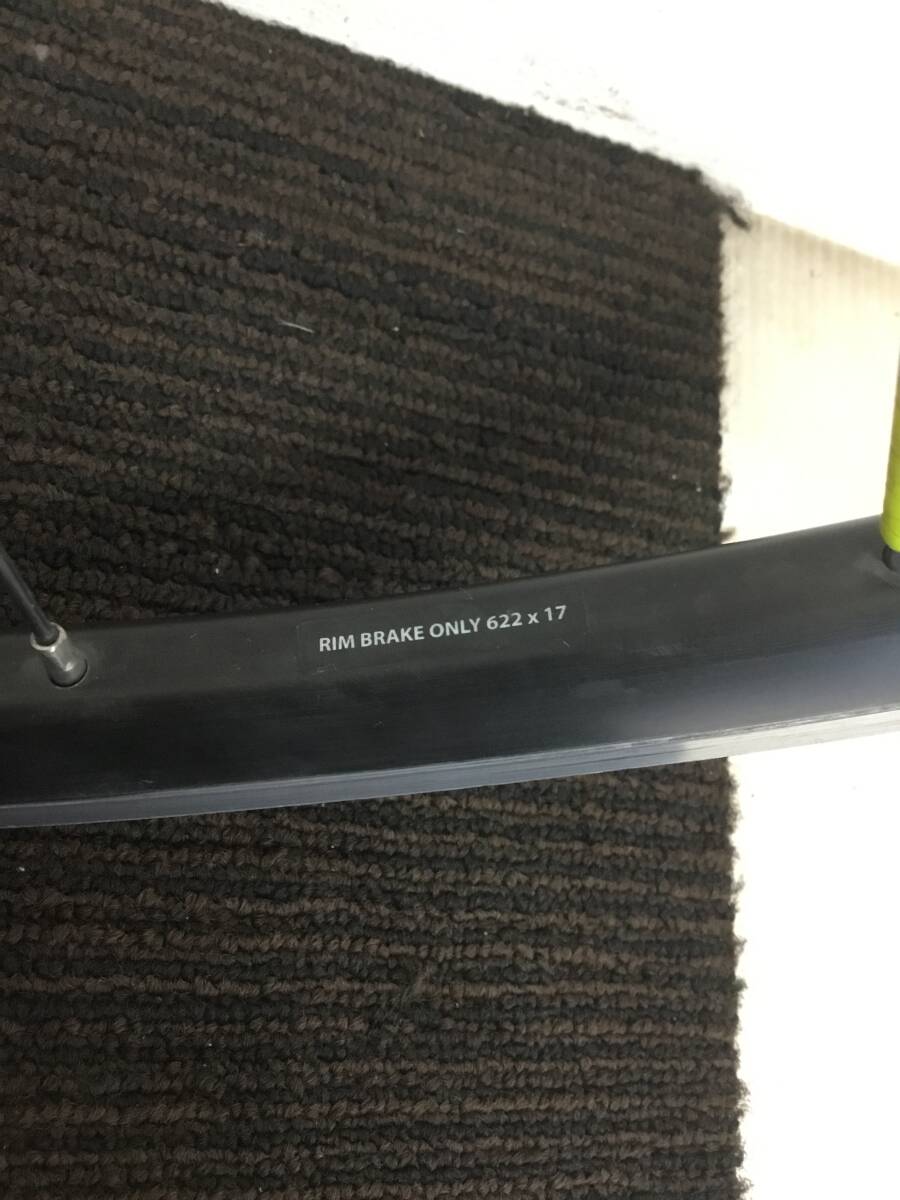 RIM BRAKE ONLY 622 x 17